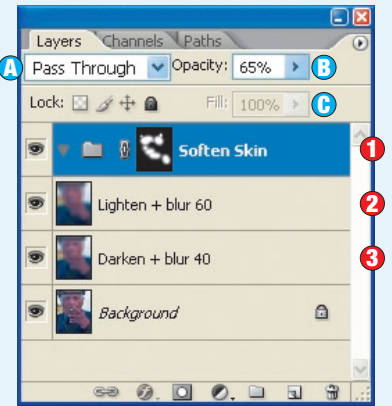 Layers Channels Paths
A Pass Through Opacity: 65% B
Lock: Fill: 100% C
Soften Skin 1
Lighten + blur 60 2
Darken + blur 40 3
Background